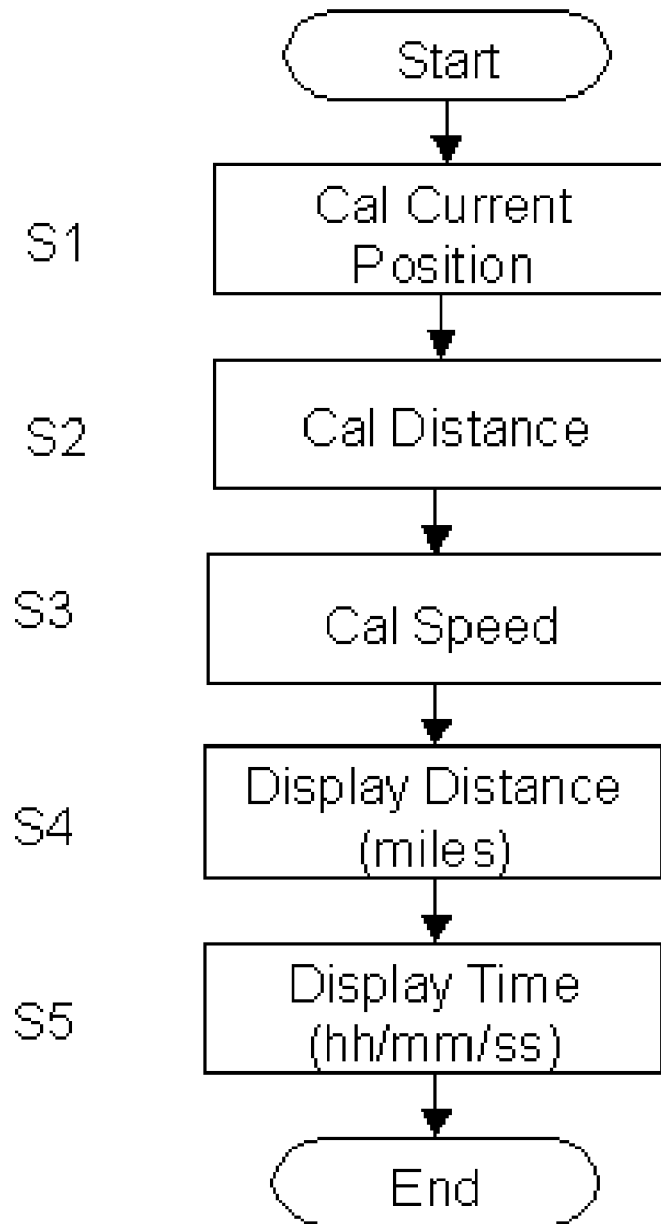 Start
S1
Cal Current
Position
S2
Cal Distance
S3
Cal Speed
S4
Display Distance
(miles)
S5
Display Time
(hh/mm/ss)
End